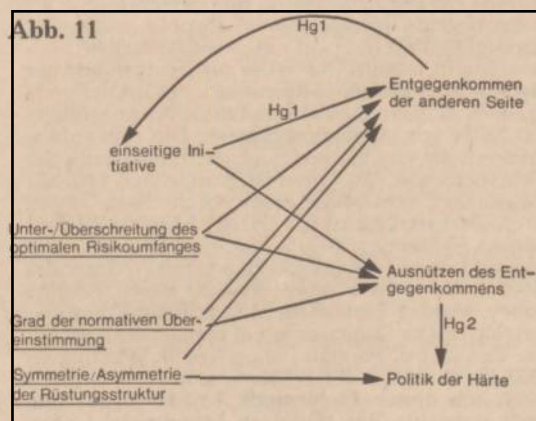 Abb. 11
Hg1
Entgegenkommen
der anderen Seite
Hg1
einseitige Ini-
tiative
Unter-/Überschreitung des
optimalen Risikoumfanges
Ausnützen des Ent-
gegenkommens
Grad der normativen Über-
einstimmung
Hg2
Symmetrie/Asymmetrie
der Rüstungsstruktur
Politik der Härte